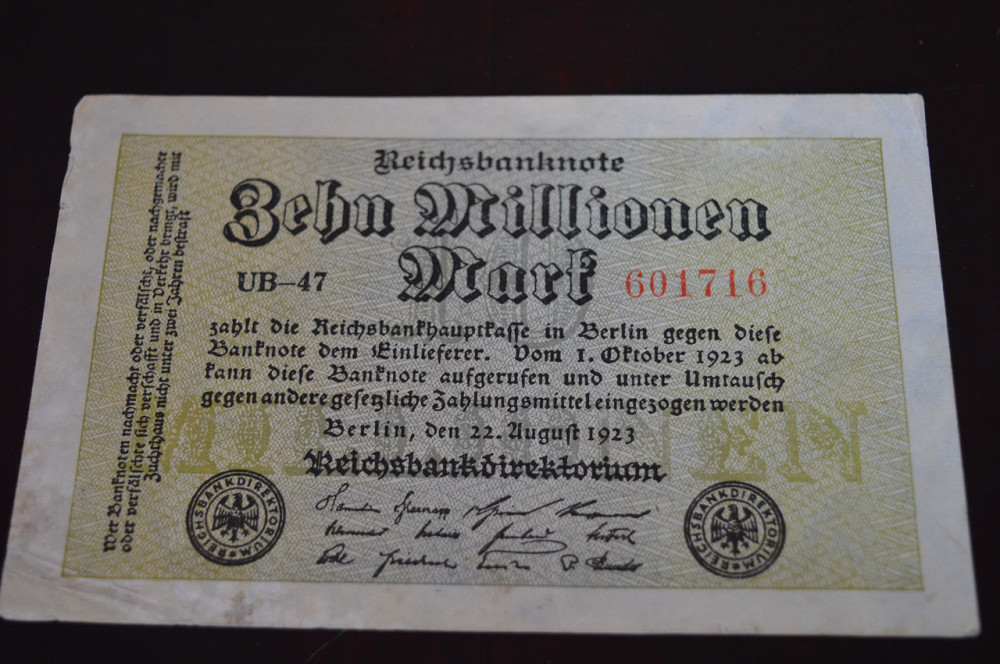 Reichsbanknote
Zehn Millionen
Mark
UB–47
601716
zahlt die Reichsbankhauptkasse in Berlin gegen diese
Banknote dem Einlieferer. Vom 1. Oktober 1923 ab
kann diese Banknote aufgerufen und unter Umtausch
gegen andere gesetzliche Zahlungsmittel eingezogen werden
Berlin, den 22. August 1923
Reichsbankdirektorium
REICHSBANKDIREKTORIUM
REICHSBANKDIREKTORIUM
Wer Banknoten nachmacht oder verfälscht, oder nachgemachte
oder verfälschte sich verschafft und in Verkehr bringt, wird mit
Zuchthaus nicht unter zwei Jahren bestraft